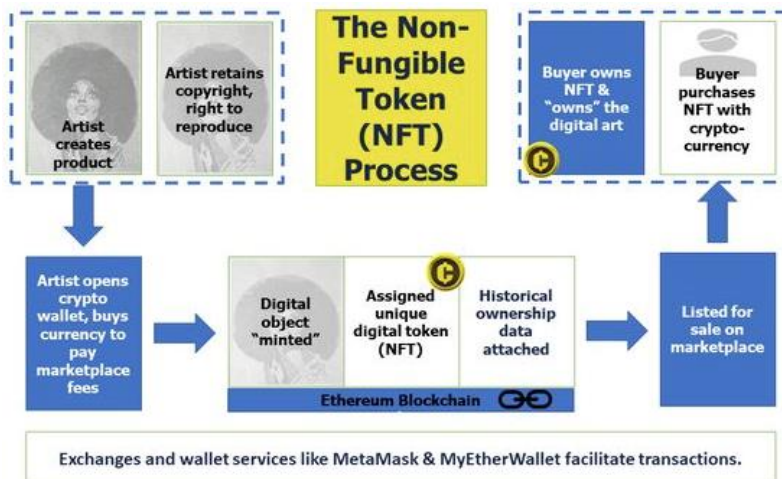 Artist
creates
product
Artist retains
copyright,
right to
reproduce
The Non-
Fungible
Token
(NFT)
Process
Buyer owns
NFT &
“owns” the
digital art
Buyer
purchases
NFT with
crypto-
currency
Artist opens
crypto
wallet, buys
currency to
pay
marketplace
fees
Digital
object
“minted”
Assigned
unique
digital token
(NFT)
Historical
ownership
data
attached
Ethereum Blockchain
Listed for
sale on
marketplace
Exchanges and wallet services like MetaMask & MyEtherWallet facilitate transactions.